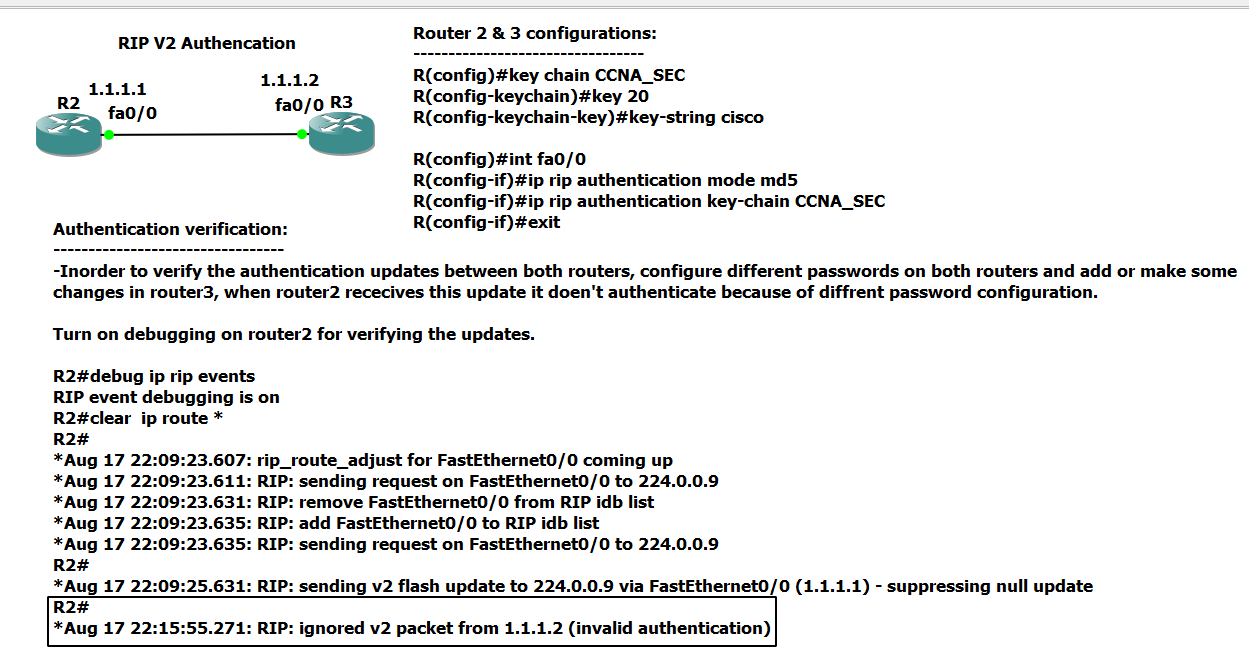 RIP V2 Authencation
1.1.1.1
1.1.1.2
R2
fa0/0
fa0/0 R3
Router 2 & 3 configurations:
---------------------------------
R(config)#key chain CCNA_SEC
R(config-keychain)#key 20
R(config-keychain-key)#key-string cisco
R(config)#int fa0/0
R(config-if)#ip rip authentication mode md5
R(config-if)#ip rip authentication key-chain CCNA_SEC
R(config-if)#exit
Authentication verification:
---------------------------------
-Inorder to verify the authentication updates between both routers, configure different passwords on both routers and add or make some
changes in router3, when router2 rececives this update it doen't authenticate because of diffrent password configuration.
Turn on debugging on router2 for verifying the updates.
R2#debug ip rip events
RIP event debugging is on
R2#clear  ip route *
R2#
*Aug 17 22:09:23.607: rip_route_adjust for FastEthernet0/0 coming up
*Aug 17 22:09:23.611: RIP: sending request on FastEthernet0/0 to 224.0.0.9
*Aug 17 22:09:23.631: RIP: remove FastEthernet0/0 from RIP idb list
*Aug 17 22:09:23.635: RIP: add FastEthernet0/0 to RIP idb list
*Aug 17 22:09:23.635: RIP: sending request on FastEthernet0/0 to 224.0.0.9
R2#
*Aug 17 22:09:25.631: RIP: sending v2 flash update to 224.0.0.9 via FastEthernet0/0 (1.1.1.1) - suppressing null update
R2#
*Aug 17 22:15:55.271: RIP: ignored v2 packet from 1.1.1.2 (invalid authentication)